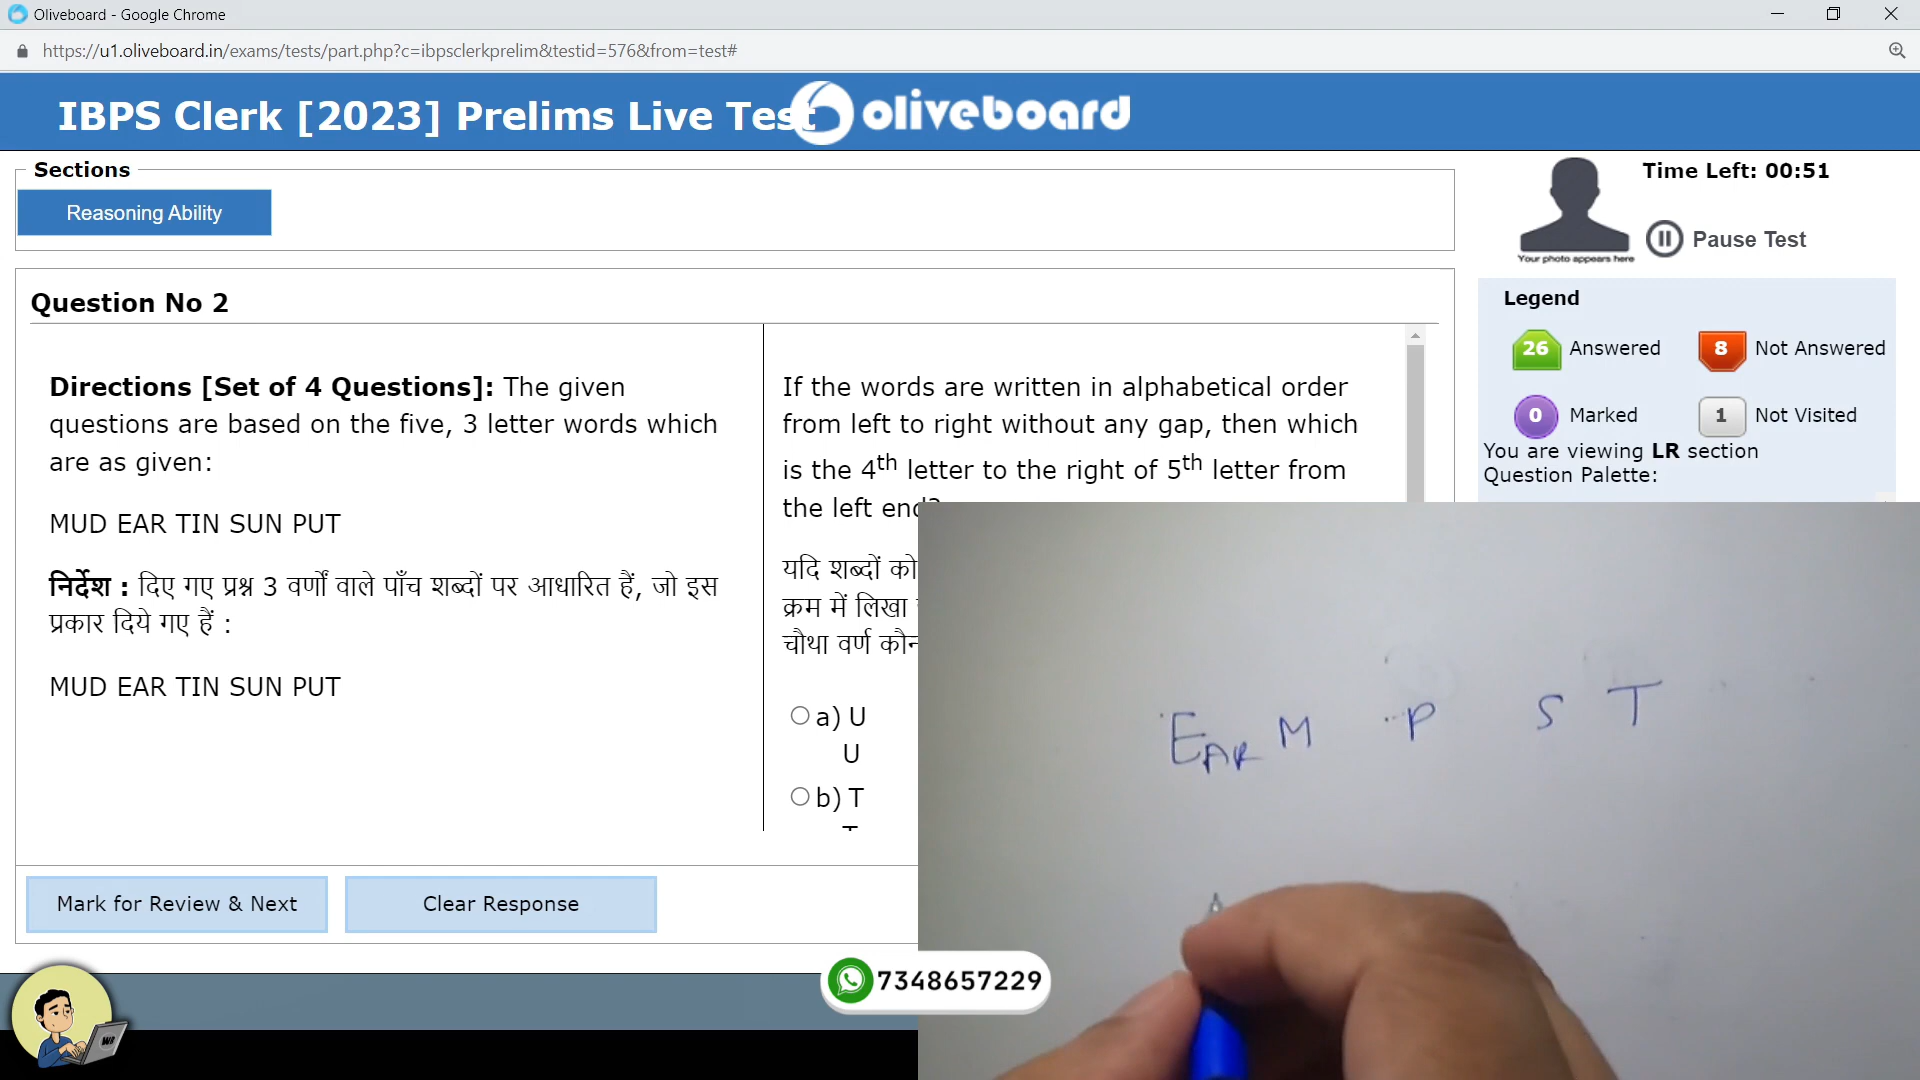 Oliveboard - Google Chrome
https://u1.oliveboard.in/exams/tests/part.php?c=ibpsclerkprelim&testid=576&from=test#
IBPS Clerk [2023] Prelims Live Test
oliveboard
Sections
Reasoning Ability
Your photo appears here
Time Left: 00:51
Pause Test
Question No 2
Directions [Set of 4 Questions]: The given
questions are based on the five, 3 letter words which
are as given:
MUD EAR TIN SUN PUT
निर्देश : दिए गए प्रश्न 3 वर्णों वाले पाँच शब्दों पर आधारित हैं, जो इस
प्रकार दिये गए हैं :
MUD EAR TIN SUN PUT
If the words are written in alphabetical order
from left to right without any gap, then which
is the 4th letter to the right of 5th letter from
the left end?
यदि शब्दों को
क्रम में लिखा
चौथा वर्ण
a) U
U
b) T
T
Legend
26 Answered
8 Not Answered
0 Marked
1 Not Visited
You are viewing LR section
Question Palette:
EAR M P S T
Mark for Review & Next
Clear Response
7348657229